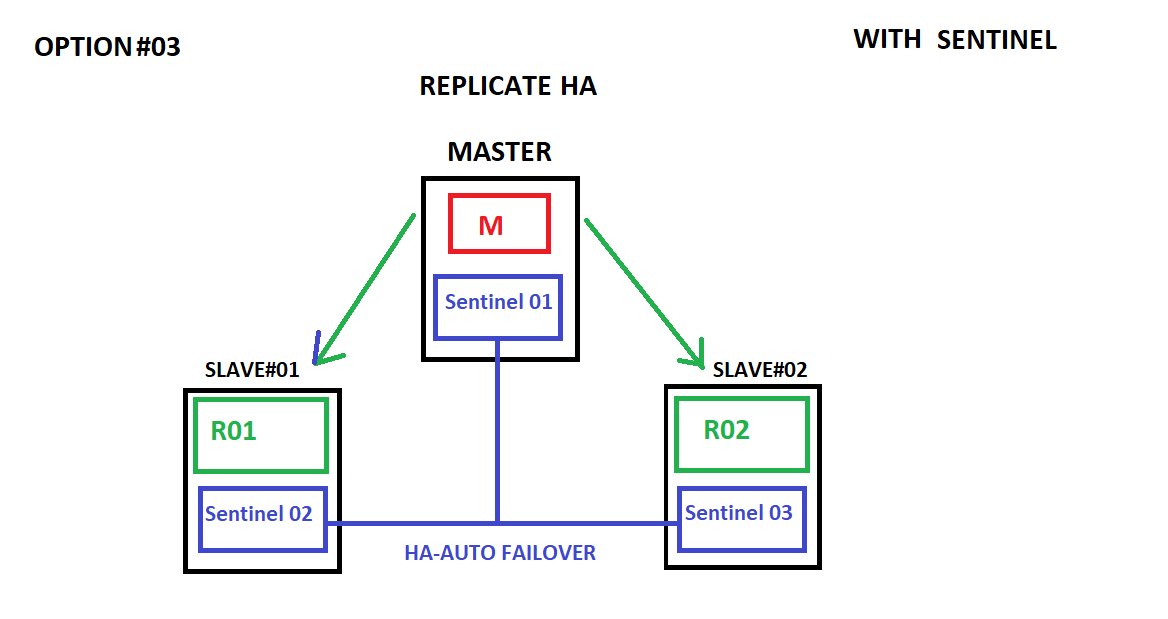 OPTION#03
WITH SENTINEL
REPLICATE HA
MASTER
M
Sentinel 01
SLAVE#01
SLAVE#02
R01
R02
Sentinel 02
Sentinel 03
HA-AUTO FAILOVER